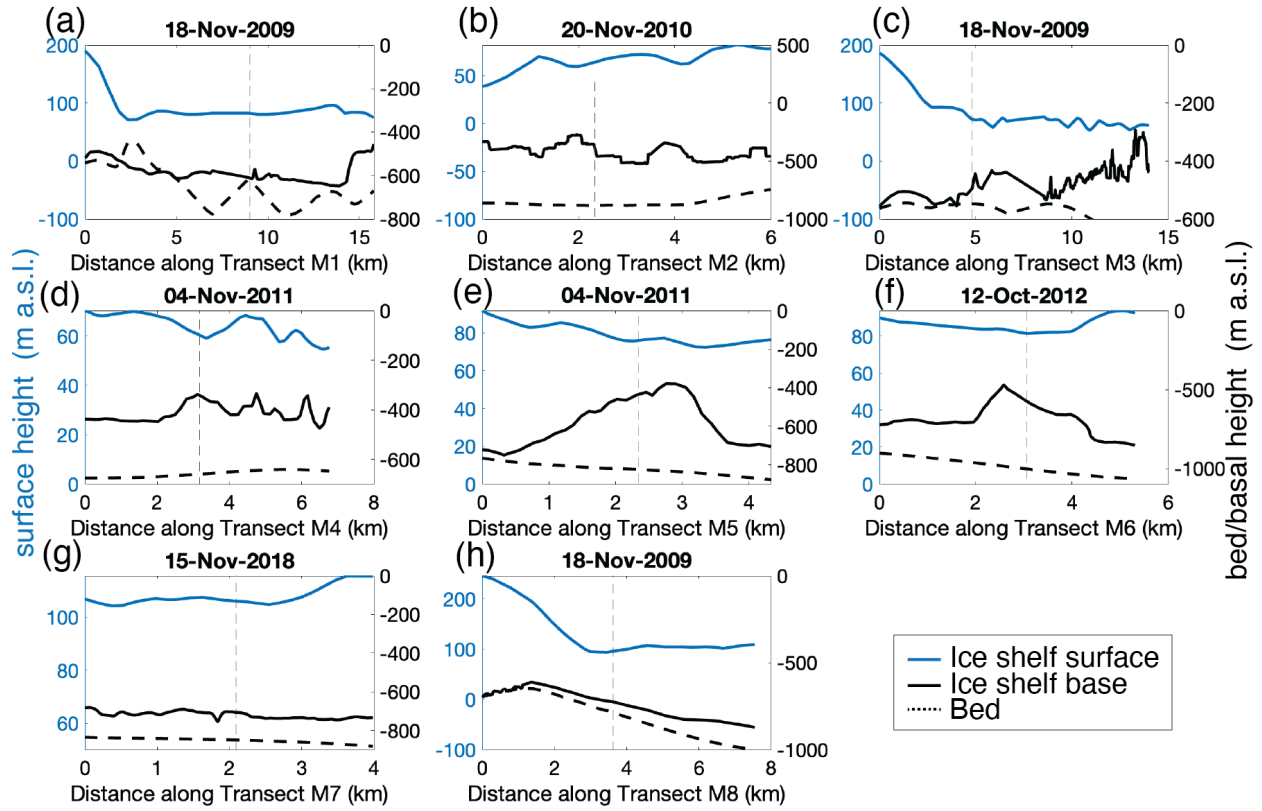 (a)
18-Nov-2009
200
100
0
-100
0
-200
-400
-600
-800
0 5 10 15
Distance along Transect M1 (km)
(b)
20-Nov-2010
50
0
-50
-100
500
0
-500
-1000
0 2 4 6
Distance along Transect M2 (km)
(c)
18-Nov-2009
200
100
0
-100
0
-200
-400
-600
0 5 10 15
Distance along Transect M3 (km)
surface height (m a.s.l.)
(d)
04-Nov-2011
60
40
20
0
0
-200
-400
-600
0 2 4 6 8
Distance along Transect M4 (km)
(e)
04-Nov-2011
80
60
40
20
0
0
-200
-400
-600
-800
0 1 2 3 4
Distance along Transect M5 (km)
(f)
12-Oct-2012
80
60
40
20
0
0
-500
-1000
0 2 4 6
Distance along Transect M6 (km)
bed/basal height (m a.s.l.)
(g)
15-Nov-2018
100
80
60
0
-200
-400
-600
-800
0 1 2 3 4
Distance along Transect M7 (km)
(h)
18-Nov-2009
200
100
0
-100
0
-500
-1000
0 2 4 6 8
Distance along Transect M8 (km)
Ice shelf surface
Ice shelf base
Bed